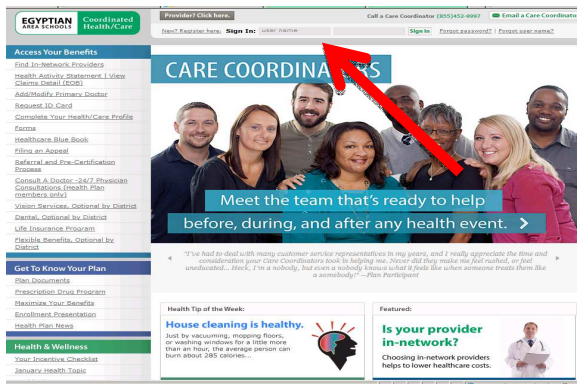 EGYPTIAN
AREA SCHOOLS
Coordinated
Health/Care
Provider? Click here.
Call a Care Coordinator (855)452-9997
Email a Care Coordinator
New? Register here.
Sign In:
user name
Sign In
Forgot password? | Forgot user name?
Access Your Benefits
Find In-Network Providers
Health Activity Statement | View
Claims Detail (EOB)
Add/Modify Primary Doctor
Request ID Card
Complete Your Health/Care Profile
Forms
Healthcare Blue Book
Filing an Appeal
Referral and Pre-Certification
Process
Consult A Doctor -24/7 Physician
Consultations (Health Plan
members only)
Vision Services, Optional by District
Dental, Optional by District
Life Insurance Program
Flexible Benefits, Optional by
District
Get To Know Your Plan
Plan Documents
Prescription Drug Program
Maximize Your Benefits
Enrollment Presentation
Health Plan News
Health & Wellness
Your Incentive Checklist
January Health Topic
CARE COORDINATORS
Meet the team that's ready to help
before, during, and after any health event. >
"I've had to deal with many customer service representatives in my years, and I really appreciate the time and
consideration your Care Coordinators took in helping me. Never did they make me feel rushed, or feel
uneducated... Heck, I'm a nobody, but even a nobody knows what it feels like when someone treats them like
a somebody!" —Plan Participant
Health Tip of the Week:
House cleaning is healthy.
Just by vacuuming, mopping floors,
or washing windows for a little more
than an hour, the average person can
burn about 285 calories...
Featured:
Is your provider
in-network?
Choosing in-network providers
helps to lower healthcare costs.